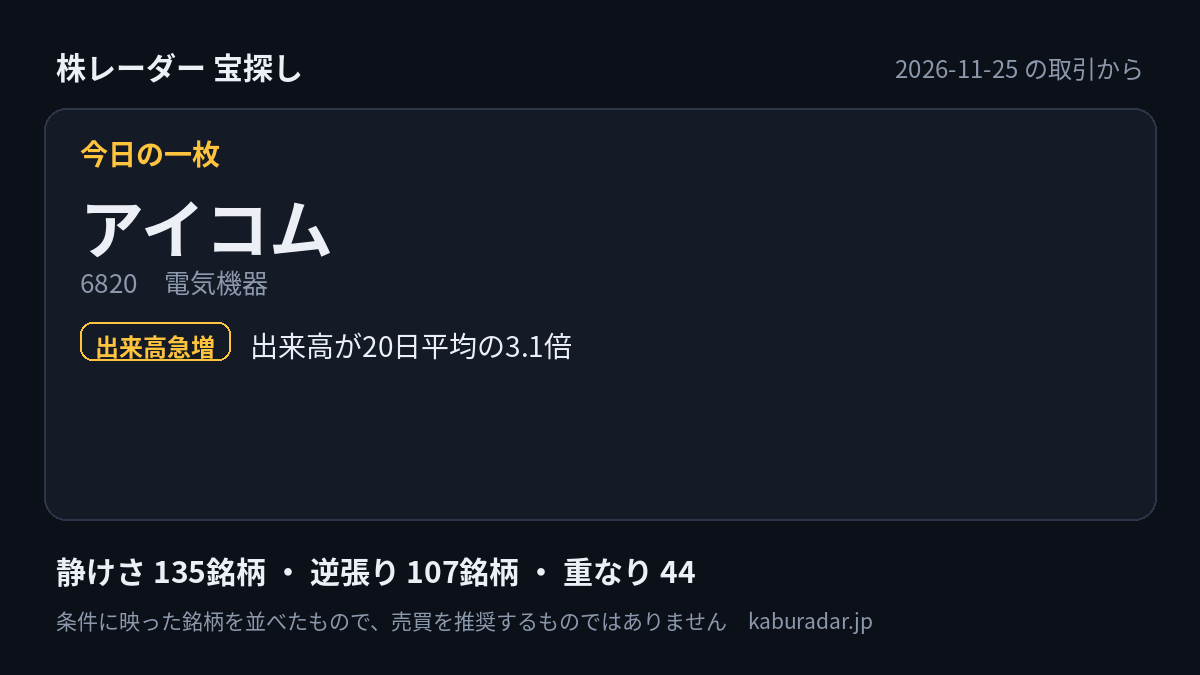 株レーダー 宝探し
2026-11-25 の取引から
今日の一枚
アイコム
6820 電気機器
出来高急増 出来高が20日平均の3.1倍
静けさ 135銘柄 ・ 逆張り 107銘柄 ・ 重なり 44
条件に映った銘柄を並べたもので、売買を推奨するものではありません kaburadar.jp